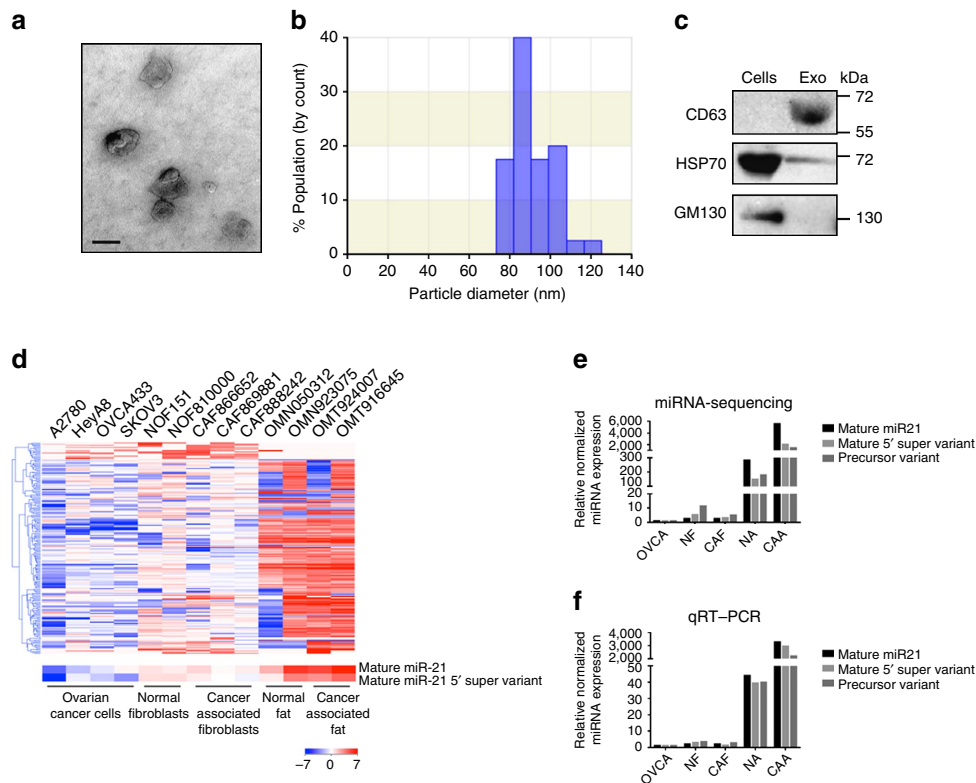 a
b
% Population (by count)
40
30
20
10
0
0 20 40 60 80 100 120 140
Particle diameter (nm)
c
Cells Exo kDa
CD63
72
55
HSP70
72
GM130
130
d
A2780 HeyA8 OVCA433 SKOV3 NOF151 NOF810000 CAF866652 CAF869881 CAF888242 OMN050312 OMN923075 OMT924007 OMT916645
Mature miR-21
Mature miR-21 5′ super variant
Ovarian
cancer cells
Normal
fibroblasts
Cancer
associated
fibroblasts
Normal
fat
Cancer
associated
fat
−7 0 7
e
miRNA-sequencing
Relative normalized
miRNA expression
6,000
4,000
2,000
300
200
100
20
10
0
OVCA NF CAF NA CAA
Mature miR21
Mature 5′ super variant
Precursor variant
f
qRT–PCR
Relative normalized
miRNA expression
4,000
3,000
2,000
50
40
30
20
10
0
OVCA NF CAF NA CAA
Mature miR21
Mature 5′ super variant
Precursor variant